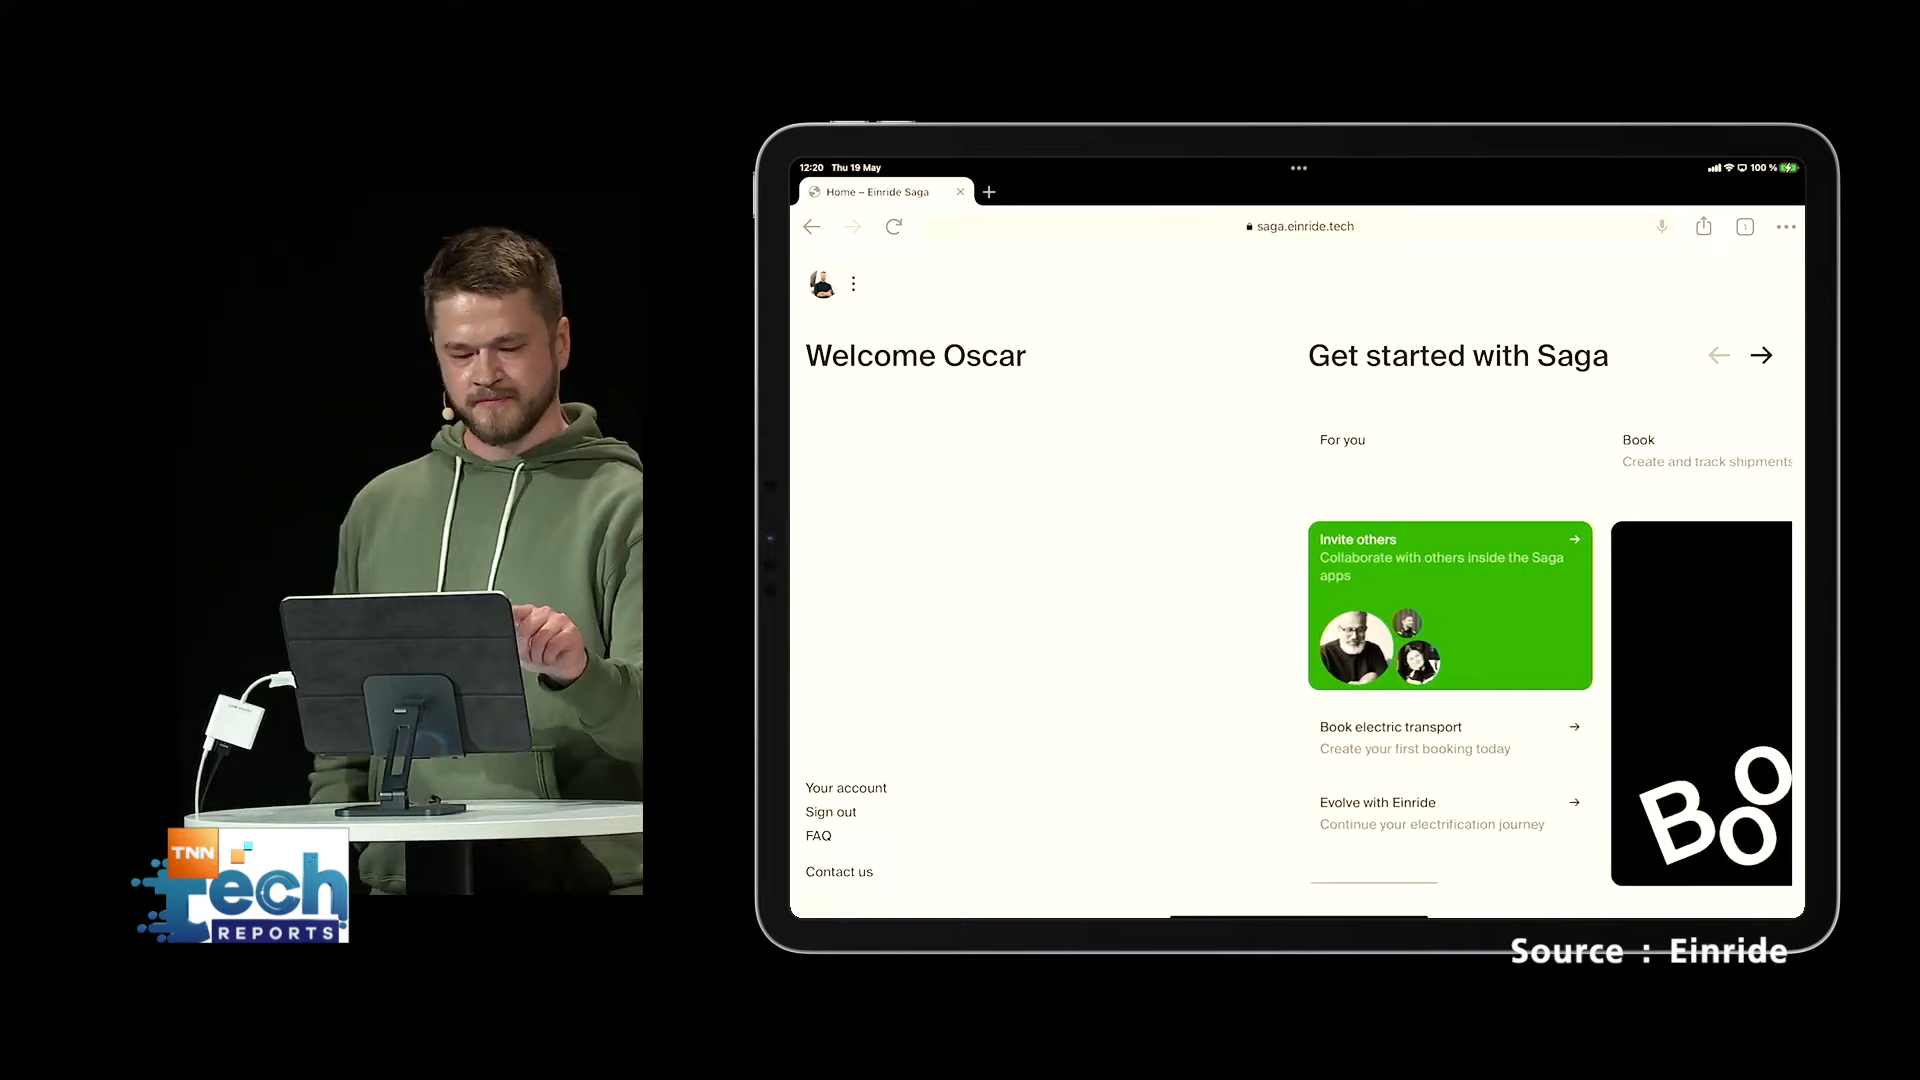 12:20 Thu 19 May
100 %
Home – Einride Saga
saga.einride.tech
1
Welcome Oscar
Get started with Saga
For you
Book
Create and track shipments
Invite others
Collaborate with others inside the Saga
apps
Book electric transport
Create your first booking today
Evolve with Einride
Continue your electrification journey
Boo
Your account
Sign out
FAQ
Contact us
TNN
Tech
REPORTS
Source : Einride